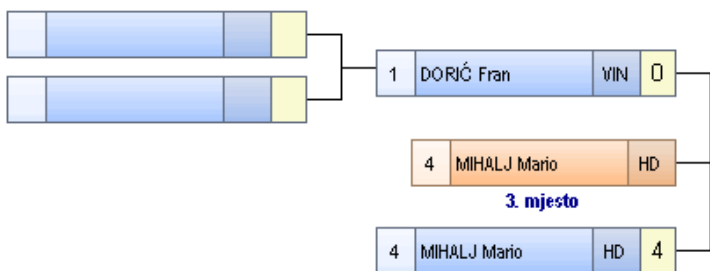 1 DORIĆ Fran VIN 0
4 MIHALJ Mario HD
3. mjesto
4 MIHALJ Mario HD 4